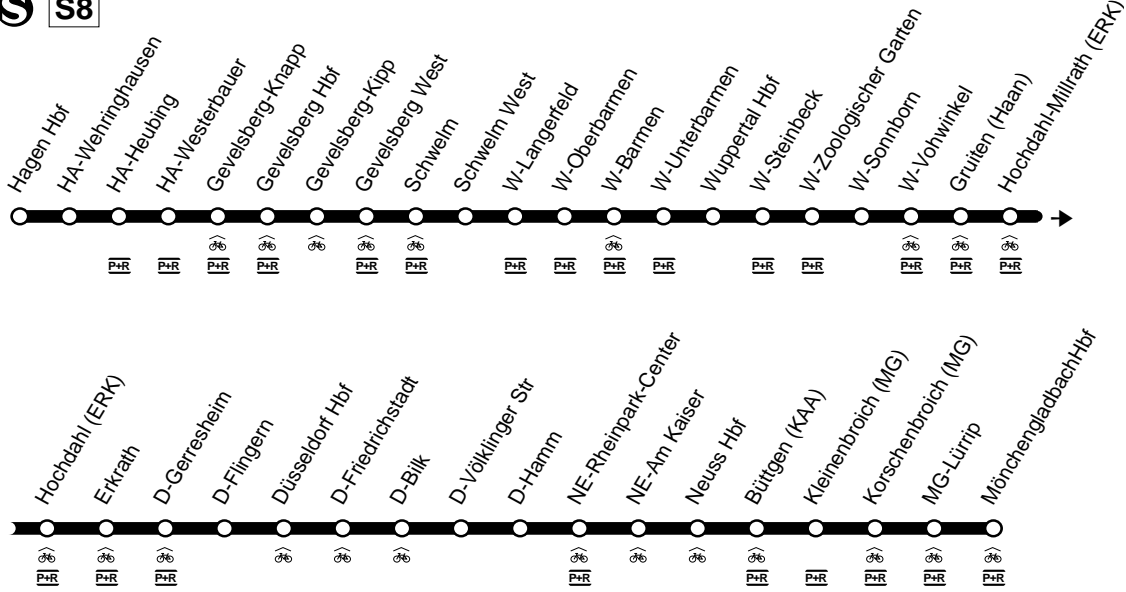 S S8
Hagen Hbf
HA-Wehringhausen
HA-Heubing
HA-Westerbauer
Gevelsberg-Knapp
Gevelsberg Hbf
Gevelsberg-Kipp
Gevelsberg West
Schwelm
Schwelm West
W-Langerfeld
W-Oberbarmen
W-Barmen
W-Unterbarmen
Wuppertal Hbf
W-Steinbeck
W-Zoologischer Garten
W-Sonnborn
W-Vohwinkel
Gruiten (Haan)
Hochdahl-Millrath (ERK)
P+R P+R P+R P+R P+R P+R P+R P+R P+R P+R P+R P+R P+R P+R P+R
Hochdahl (ERK)
Erkrath
D-Gerresheim
D-Flingern
Düsseldorf Hbf
D-Friedrichstadt
D-Bilk
D-Völklinger Str
D-Hamm
NE-Rheinpark-Center
NE-Am Kaiser
Neuss Hbf
Büttgen (KAA)
Kleinenbroich (MG)
Korschenbroich (MG)
MG-Lürrip
MönchengladbachHbf
P+R P+R P+R P+R P+R P+R P+R P+R P+R